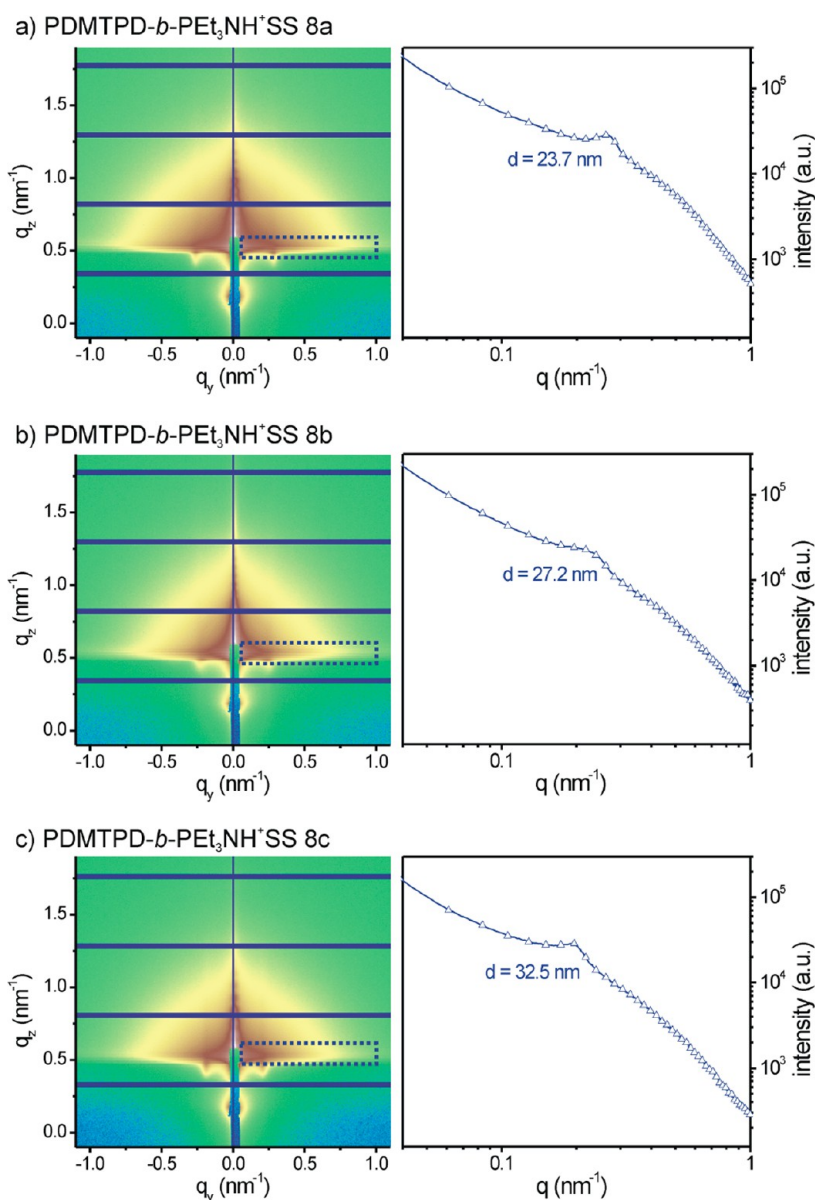 a) PDMTPD-b-PEt₃NH⁺SS 8a
1.5
1.0
0.5
0.0
q_z (nm⁻¹)
-1.0 -0.5 0.0 0.5 1.0
q_y (nm⁻¹)
d = 23.7 nm
10⁵
10⁴
10³
intensity (a.u.)
0.1 1
q (nm⁻¹)
b) PDMTPD-b-PEt₃NH⁺SS 8b
1.5
1.0
0.5
0.0
q_z (nm⁻¹)
-1.0 -0.5 0.0 0.5 1.0
q_y (nm⁻¹)
d = 27.2 nm
10⁵
10⁴
10³
intensity (a.u.)
0.1 1
q (nm⁻¹)
c) PDMTPD-b-PEt₃NH⁺SS 8c
1.5
1.0
0.5
0.0
q_z (nm⁻¹)
-1.0 -0.5 0.0 0.5 1.0
q_y (nm⁻¹)
d = 32.5 nm
10⁵
10⁴
10³
intensity (a.u.)
0.1 1
q (nm⁻¹)